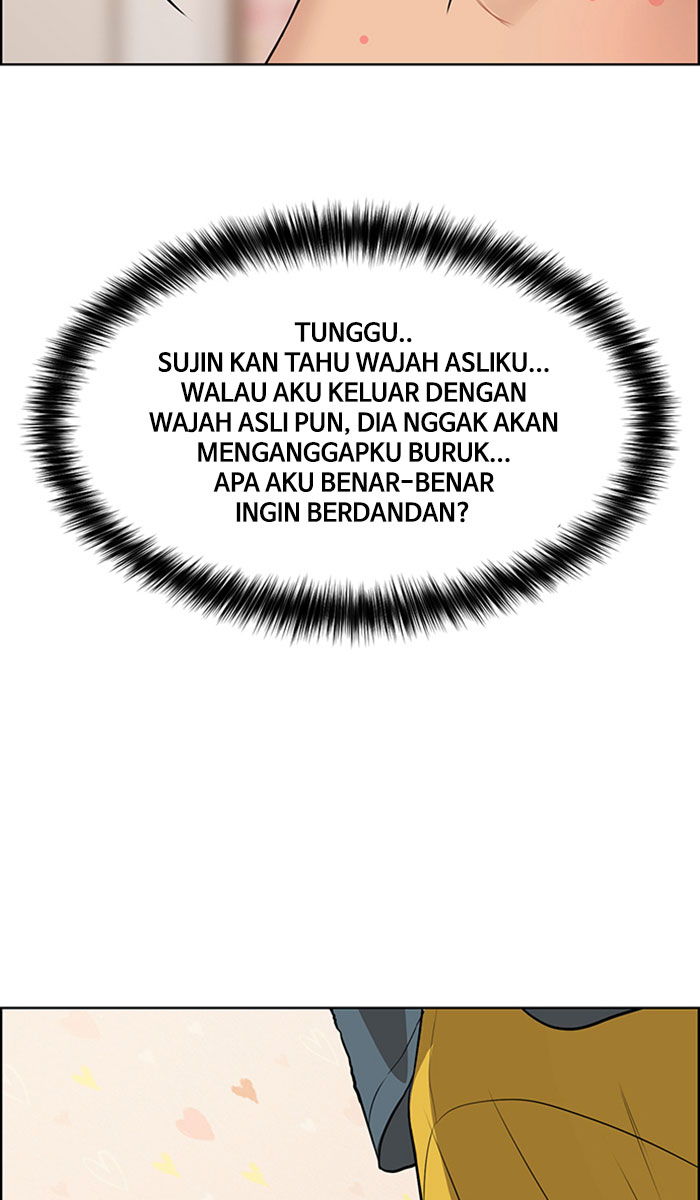 TUNGGU..
SUJIN KAN TAHU WAJAH ASLIKU...
WALAU AKU KELUAR DENGAN
WAJAH ASLI PUN, DIA NGGAK AKAN
MENGANGGAPKU BURUK...
APA AKU BENAR-BENAR
INGIN BERDANDAN?